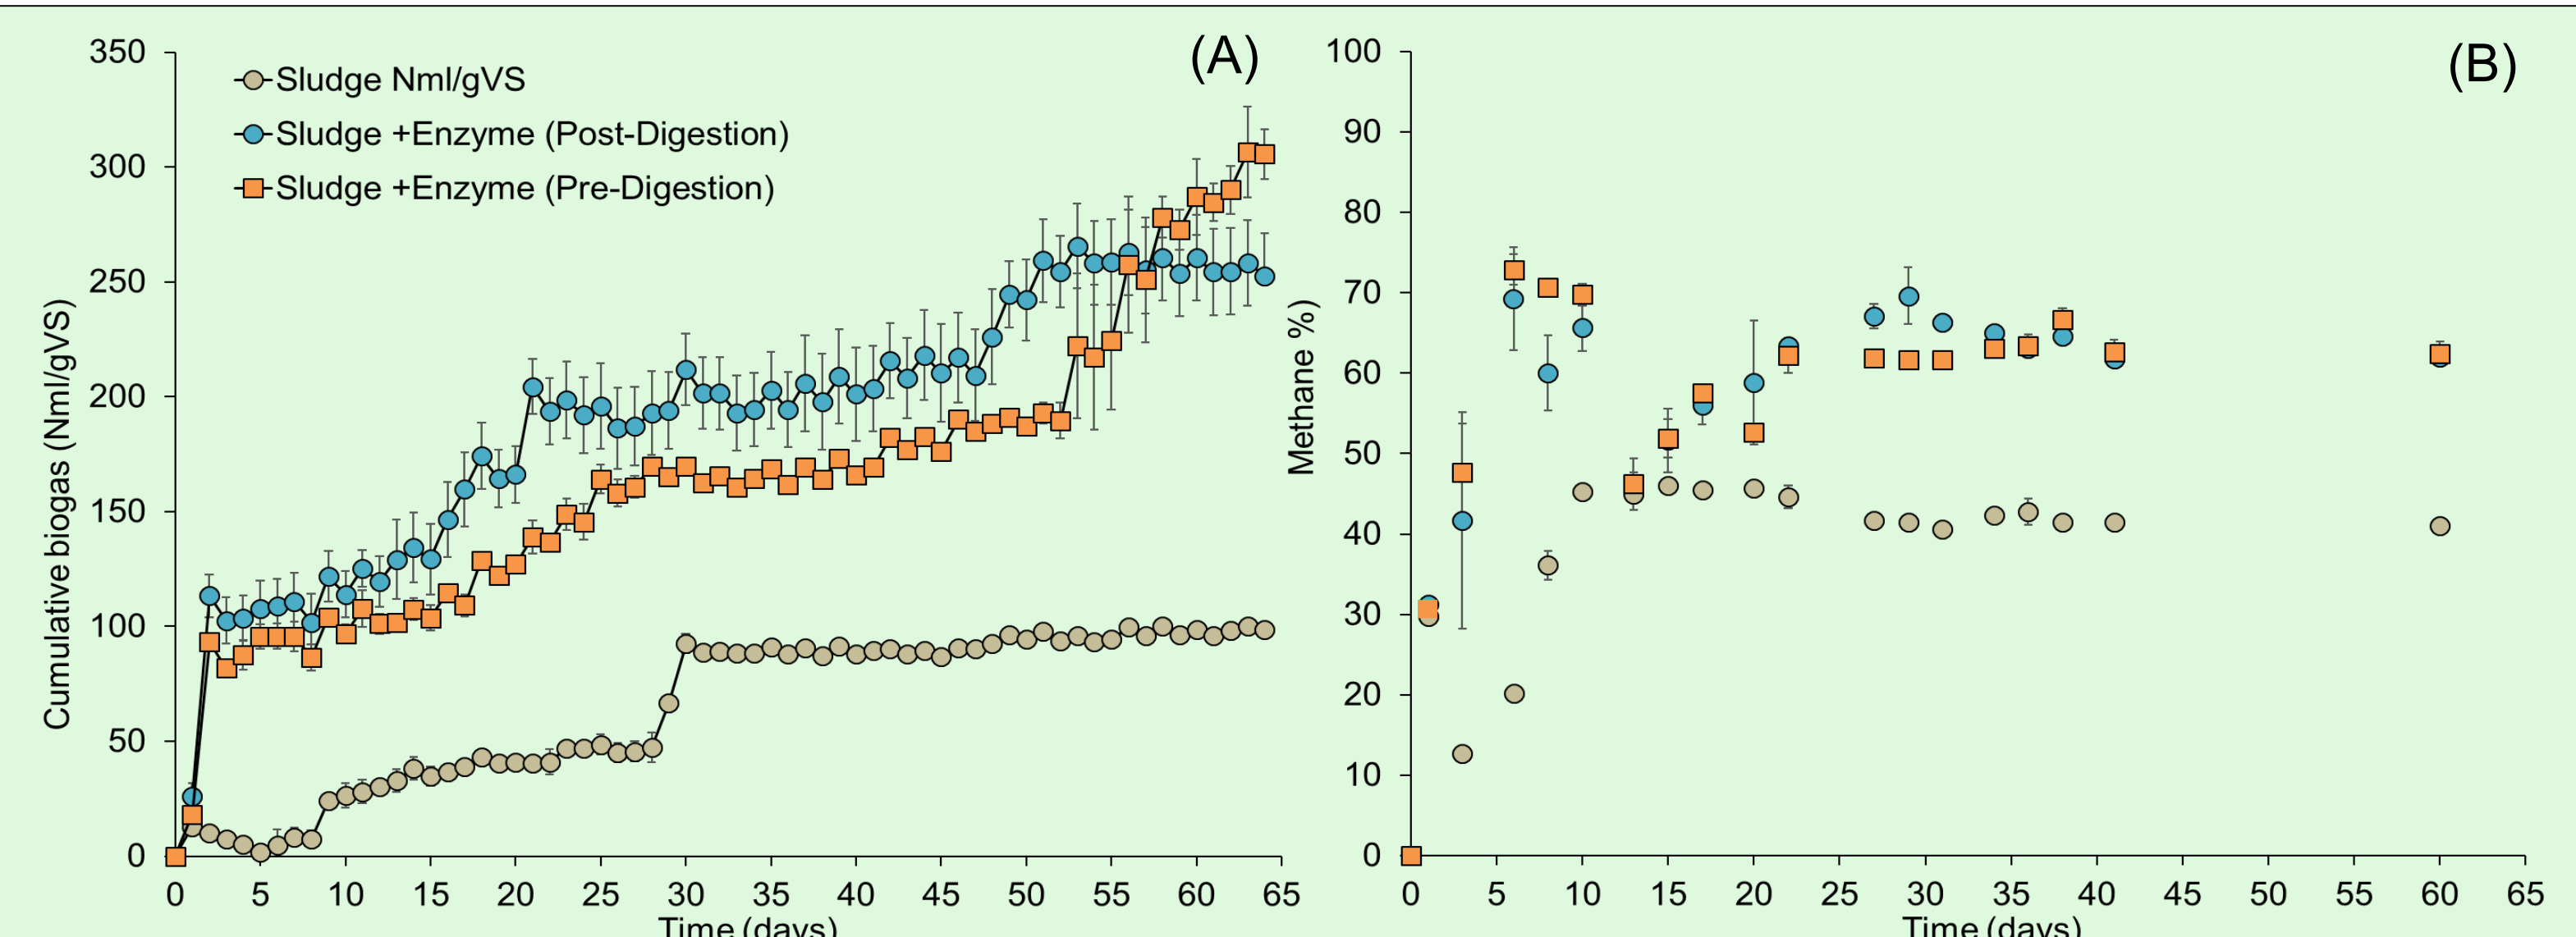 (A)
Sludge Nml/gVS
Sludge +Enzyme (Post-Digestion)
Sludge +Enzyme (Pre-Digestion)
Cumulative biogas (Nml/gVS)
350
300
250
200
150
100
50
0
0 5 10 15 20 25 30 35 40 45 50 55 60 65
Time (days)
(B)
Methane %)
100
90
80
70
60
50
40
30
20
10
0
0 5 10 15 20 25 30 35 40 45 50 55 60 65
Time (days)